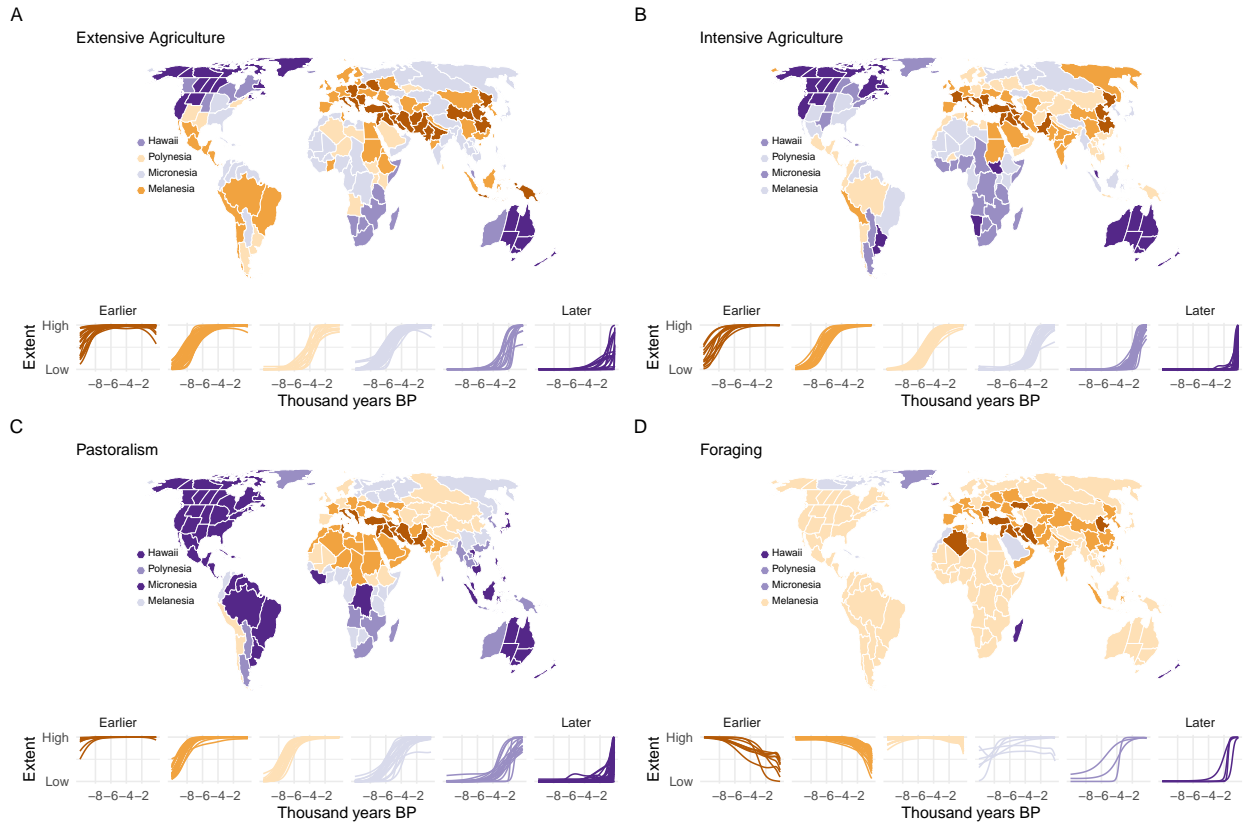 A
Extensive Agriculture
Hawaii
Polynesia
Micronesia
Melanesia
Earlier
Later
High
Low
Extent
−8−6−4−2
−8−6−4−2
−8−6−4−2
−8−6−4−2
−8−6−4−2
−8−6−4−2
Thousand years BP
B
Intensive Agriculture
Hawaii
Polynesia
Micronesia
Melanesia
Earlier
Later
High
Low
Extent
−8−6−4−2
−8−6−4−2
−8−6−4−2
−8−6−4−2
−8−6−4−2
−8−6−4−2
Thousand years BP
C
Pastoralism
Hawaii
Polynesia
Micronesia
Melanesia
Earlier
Later
High
Low
Extent
−8−6−4−2
−8−6−4−2
−8−6−4−2
−8−6−4−2
−8−6−4−2
−8−6−4−2
Thousand years BP
D
Foraging
Hawaii
Polynesia
Micronesia
Melanesia
Earlier
Later
High
Low
Extent
−8−6−4−2
−8−6−4−2
−8−6−4−2
−8−6−4−2
−8−6−4−2
−8−6−4−2
Thousand years BP